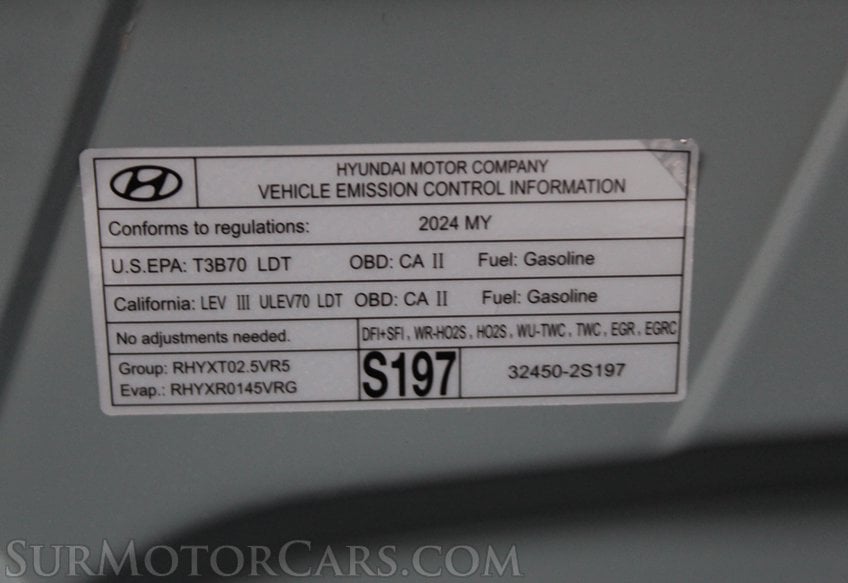 HYUNDAI MOTOR COMPANY
VEHICLE EMISSION CONTROL INFORMATION
Conforms to regulations: 2024 MY
U.S.EPA: T3B70 LDT OBD: CA II Fuel: Gasoline
California: LEV III ULEV70 LDT OBD: CA II Fuel: Gasoline
No adjustments needed. DFI+SFI, WR-HO2S, HO2S, WU-TWC, TWC, EGR, EGRC
Group: RHYXT02.5VR5
Evap.: RHYXR0145VRG
S197
32450-2S197
SURMOTORCARS.COM